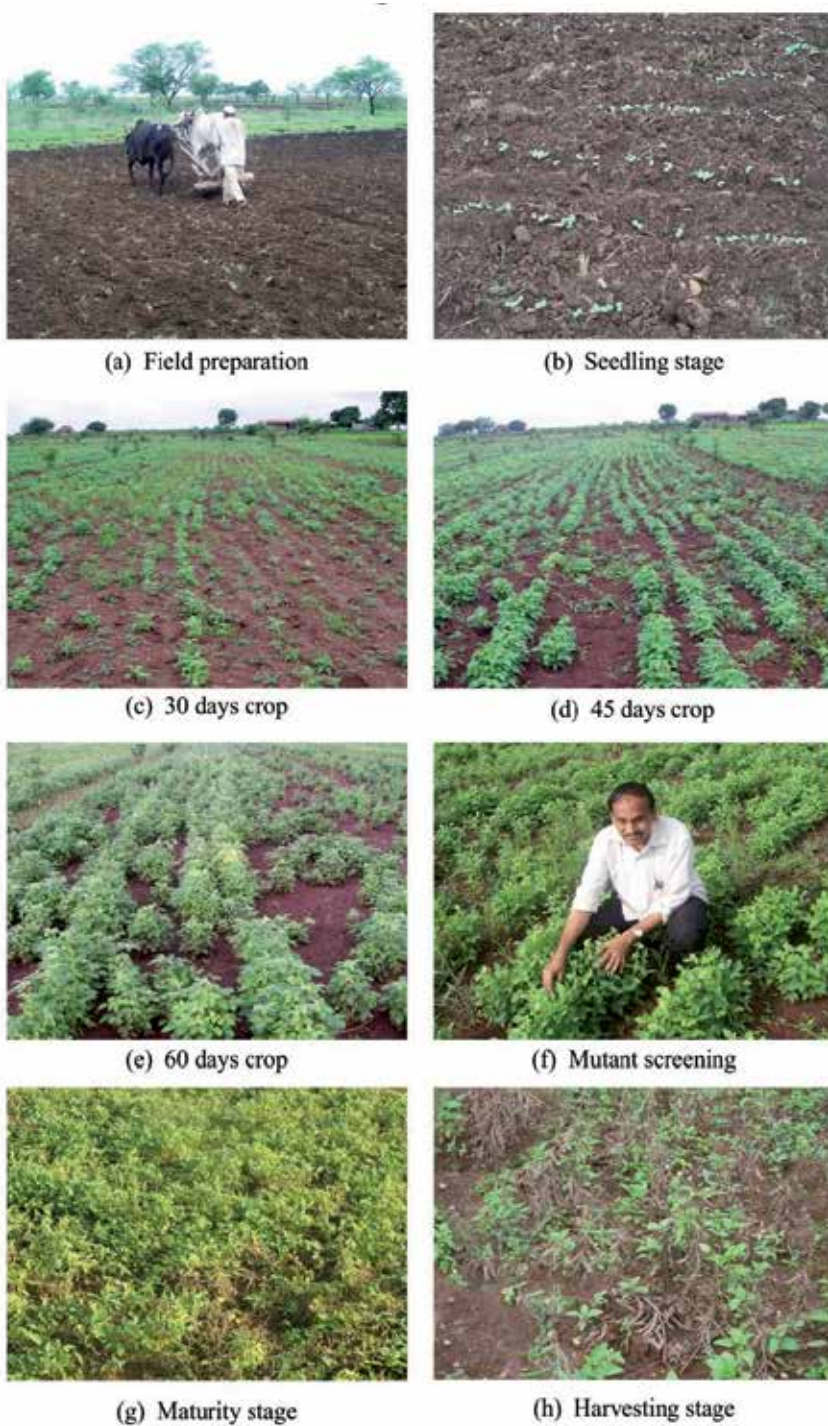 (a) Field preparation
(b) Seedling stage
(c) 30 days crop
(d) 45 days crop
(e) 60 days crop
(f) Mutant screening
(g) Maturity stage
(h) Harvesting stage